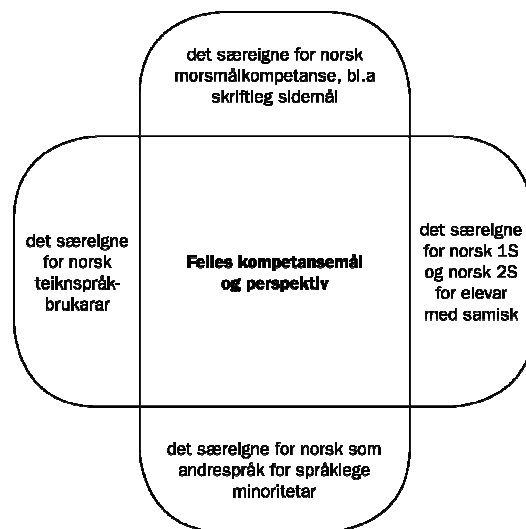 det særeigne for norsk
morsmålkompetanse, bl.a
skriftleg sidemål
det særeigne
for norsk
teiknspråk-
brukarar
Felles kompetansemål
og perspektiv
det særeigne
for norsk 1S
og norsk 2S
for elevar
med samisk
det særeigne for norsk som
andrespråk for språklege
minoritetar